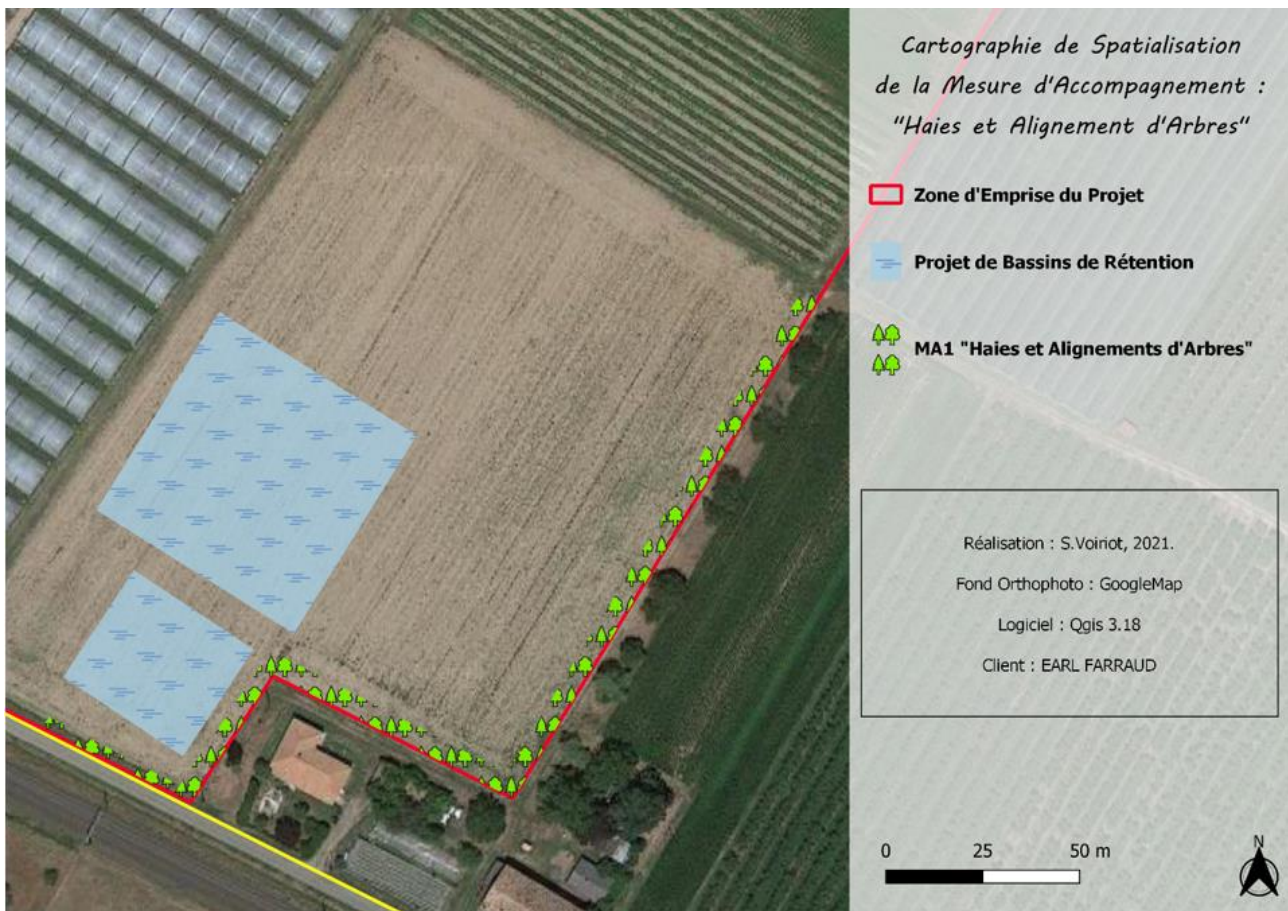 Cartographie de Spatialisation
de la Mesure d'Accompagnement :
"Haies et Alignement d'Arbres"
Zone d'Emprise du Projet
Projet de Bassins de Rétention
MA1 "Haies et Alignements d'Arbres"
Réalisation : S.Voiriot, 2021.
Fond Orthophoto : GoogleMap
Logiciel : Qgis 3.18
Client : EARL FARRAUD
0 25 50 m
N